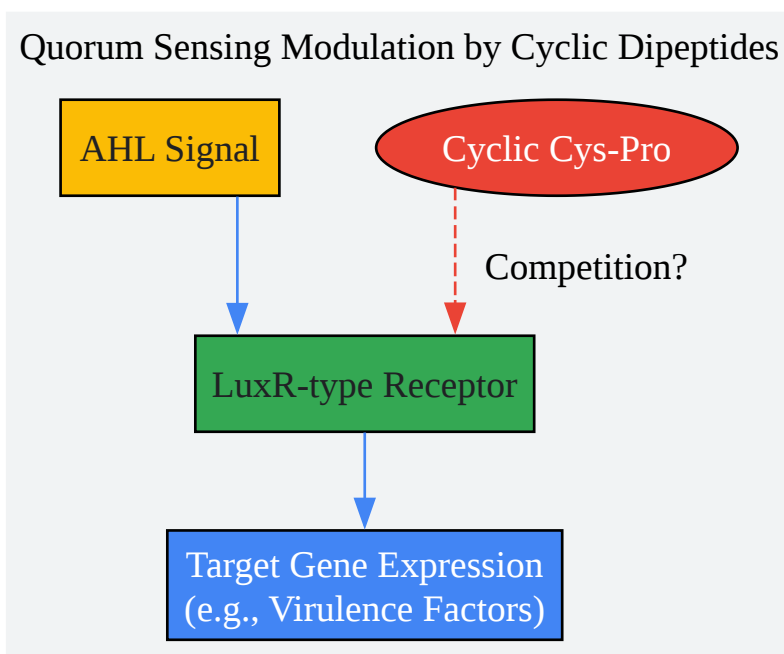 Quorum Sensing Modulation by Cyclic Dipeptides
AHL Signal
Cyclic Cys-Pro
Competition?
LuxR-type Receptor
Target Gene Expression
(e.g., Virulence Factors)